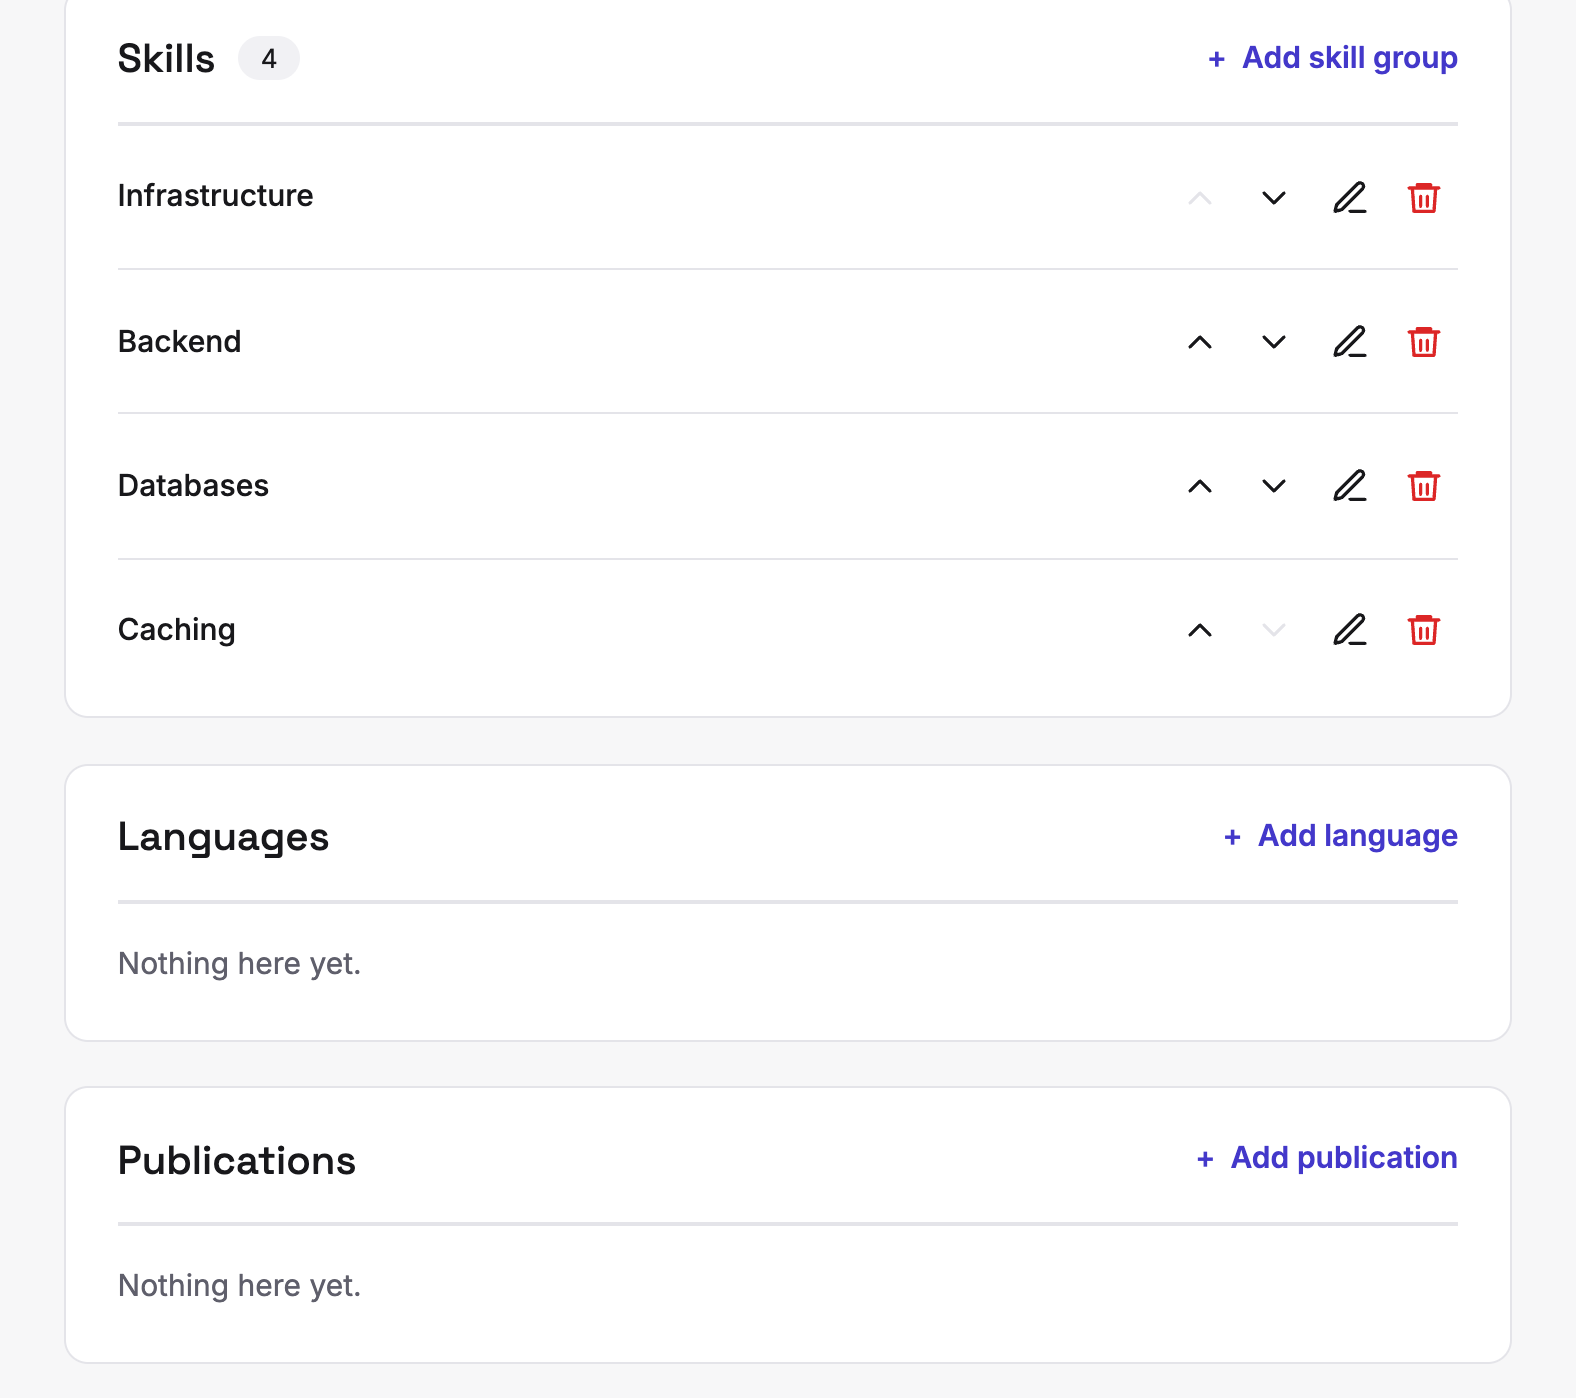 Skills 4
+ Add skill group
Infrastructure
Backend
Databases
Caching
Languages
+ Add language
Nothing here yet.
Publications
+ Add publication
Nothing here yet.